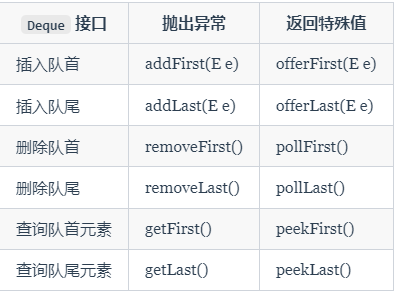 Deque 接口 抛出异常 返回特殊值
插入队首 addFirst(E e) offerFirst(E e)
插入队尾 addLast(E e) offerLast(E e)
删除队首 removeFirst() pollFirst()
删除队尾 removeLast() pollLast()
查询队首元素 getFirst() peekFirst()
查询队尾元素 getLast() peekLast()